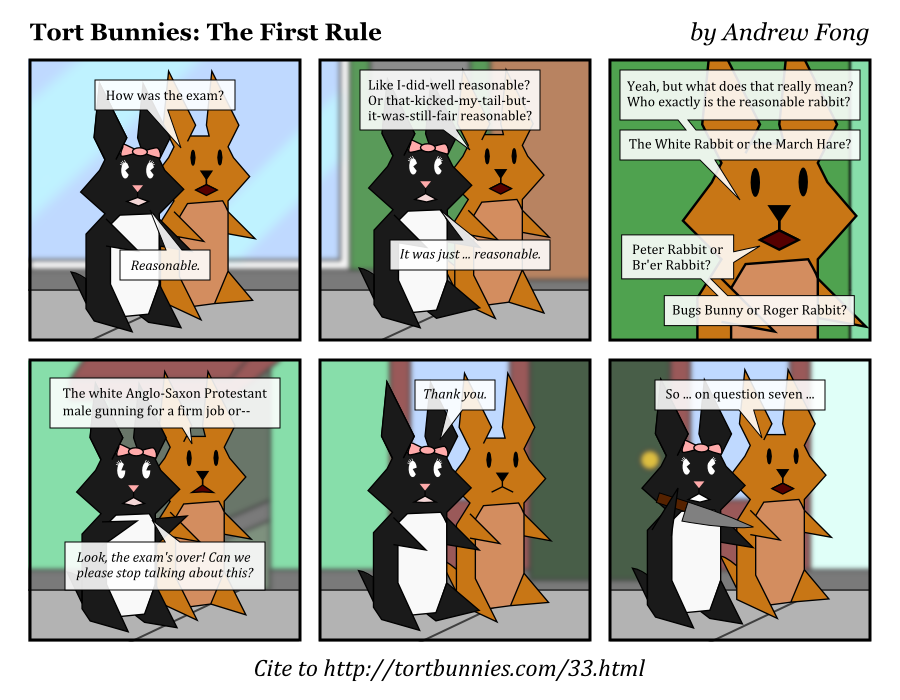 Tort Bunnies: The First Rule
by Andrew Fong
How was the exam?
Reasonable.
Like I-did-well reasonable?
Or that-kicked-my-tail-but-
it-was-still-fair reasonable?
It was just ... reasonable.
Yeah, but what does that really mean?
Who exactly is the reasonable rabbit?
The White Rabbit or the March Hare?
Peter Rabbit or
Br'er Rabbit?
Bugs Bunny or Roger Rabbit?
The white Anglo-Saxon Protestant
male gunning for a firm job or--
Look, the exam's over! Can we
please stop talking about this?
Thank you.
So ... on question seven ...
Cite to http://tortbunnies.com/33.html